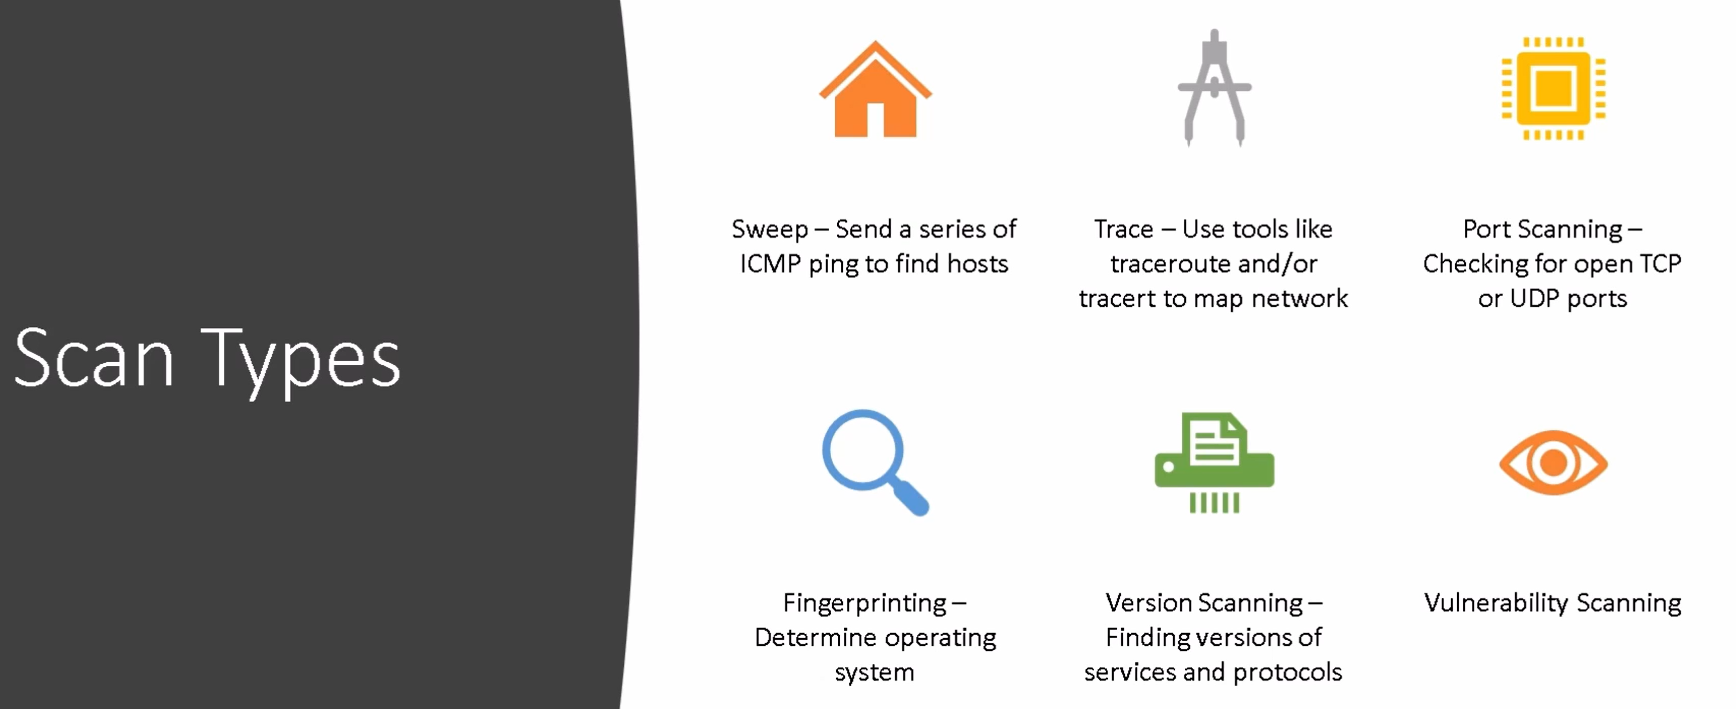 Scan Types
Sweep – Send a series of
ICMP ping to find hosts
Trace – Use tools like
traceroute and/or
tracert to map network
Port Scanning –
Checking for open TCP
or UDP ports
Fingerprinting –
Determine operating
system
Version Scanning –
Finding versions of
services and protocols
Vulnerability Scanning